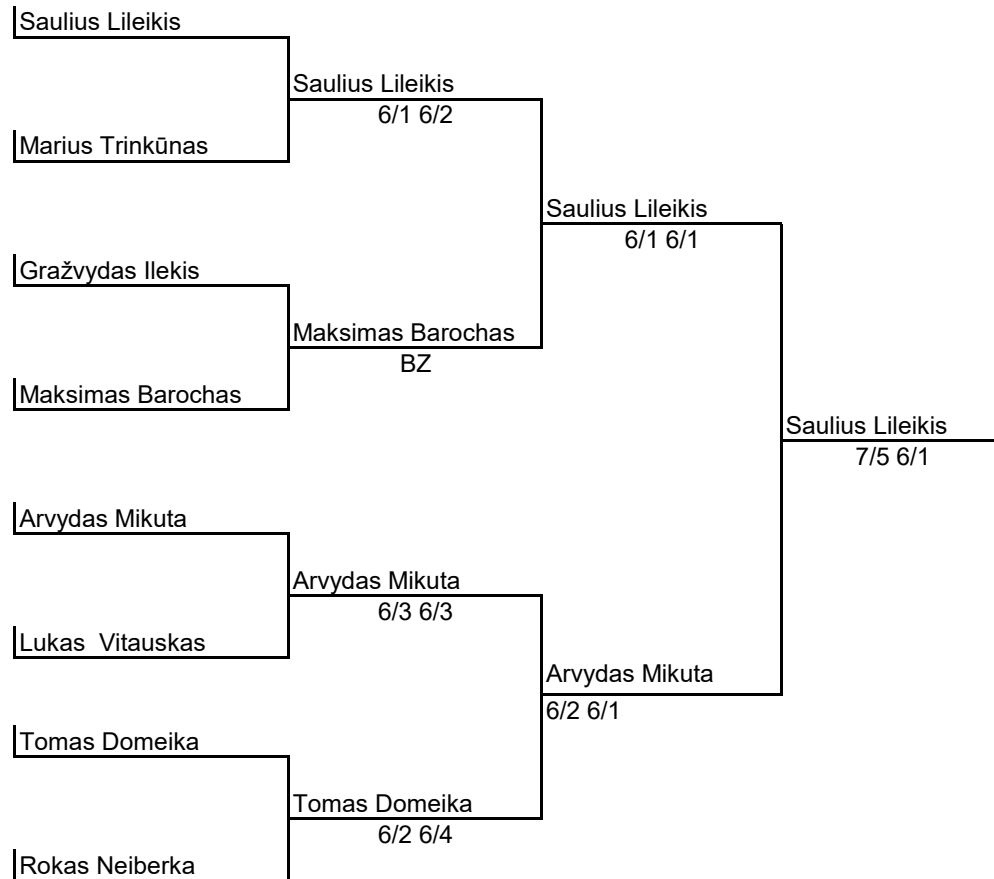 Saulius Lileikis
Saulius Lileikis
6/1 6/2
Marius Trinkūnas
Saulius Lileikis
6/1 6/1
Gražvydas Ilekis
Maksimas Barochas
BZ
Maksimas Barochas
Saulius Lileikis
7/5 6/1
Arvydas Mikuta
Arvydas Mikuta
6/3 6/3
Lukas  Vitauskas
Arvydas Mikuta
6/2 6/1
Tomas Domeika
Tomas Domeika
6/2 6/4
Rokas Neiberka